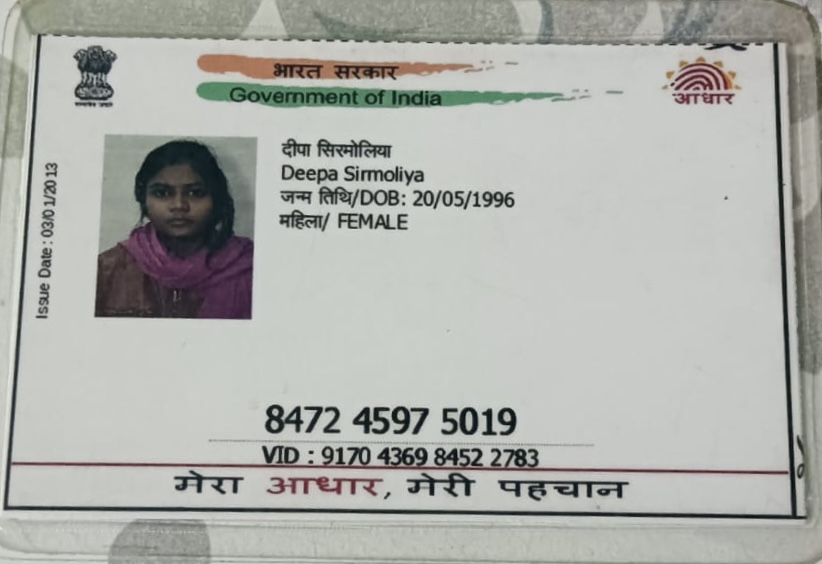 भारत सरकार
Government of India
आधार
Issue Date : 03/01/2013
दीपा सिरमोलिया
Deepa Sirmoliya
जन्म तिथि/DOB: 20/05/1996
महिला/ FEMALE
8472 4597 5019
VID : 9170 4369 8452 2783
मेरा आधार, मेरी पहचान